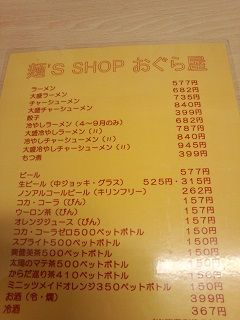 麺'S SHOP おぐら屋
ラーメン 577円
大盛ラーメン 682円
チャーシューメン 735円
大盛チャーシューメン 840円
餃子 399円
冷やしラーメン（4～9月のみ） 682円
大盛冷やしラーメン（〃） 787円
冷やしチャーシューメン（〃） 840円
大盛冷やしチャーシューメン（〃） 945円
もつ煮 399円
ビール 577円
生ビール（中ジョッキ・グラス） 525円・315円
ノンアルコールビール（キリンフリー） 262円
コカ・コーラ（びん） 157円
ウーロン茶（びん） 157円
オレンジジュース（びん） 157円
コカ・コーラゼロ500ペットボトル 150円
スプライト500ペットボトル 150円
爽健美茶500ペットボトル 150円
太陽のマテ茶500ペットボトル 150円
からだ巡り茶410ペットボトル 150円
ミニッツメイドオレンジ350ペットボトル 150円
お酒（冷・燗） 399円
冷酒 367円